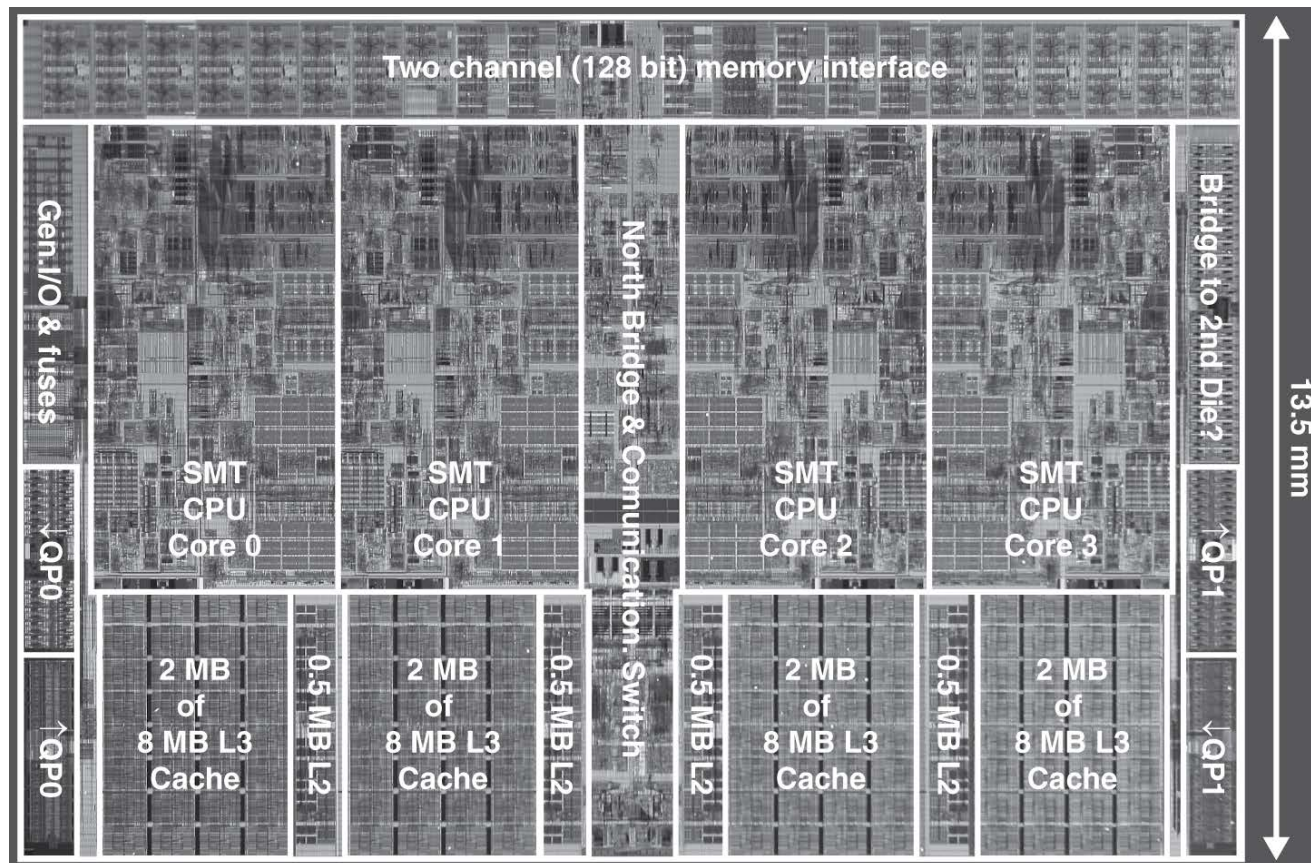 Two channel (128 bit) memory interface
Gen.I/O & fuses
SMT
CPU
Core 0
SMT
CPU
Core 1
North Bridge & Communication. Switch
SMT
CPU
Core 2
SMT
CPU
Core 3
Bridge to 2nd Die?
13.5 mm
↓QP0
↑QP1
↑QP0
2 MB
of
8 MB L3
Cache
0.5 MB L2
2 MB
of
8 MB L3
Cache
0.5 MB L2
0.5 MB L2
2 MB
of
8 MB L3
Cache
0.5 MB L2
2 MB
of
8 MB L3
Cache
↓QP1